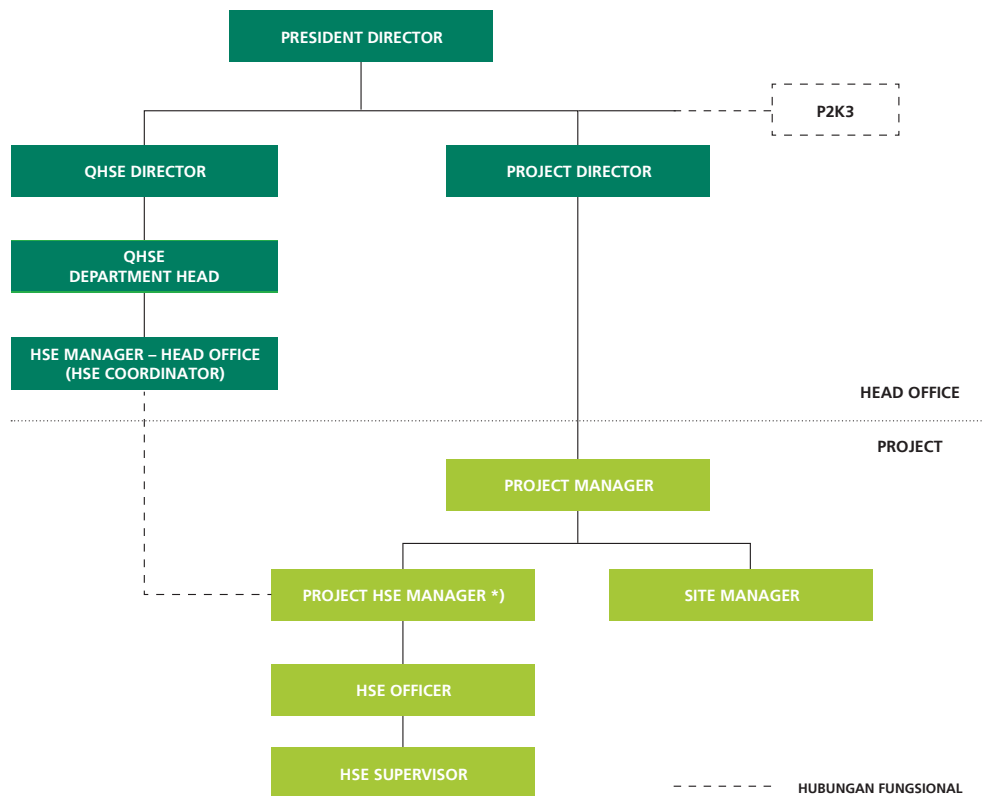 PRESIDENT DIRECTOR
P2K3
QHSE DIRECTOR
PROJECT DIRECTOR
QHSE
DEPARTMENT HEAD
HSE MANAGER – HEAD OFFICE
(HSE COORDINATOR)
HEAD OFFICE
PROJECT
PROJECT MANAGER
PROJECT HSE MANAGER *)
SITE MANAGER
HSE OFFICER
HSE SUPERVISOR
HUBUNGAN FUNGSIONAL